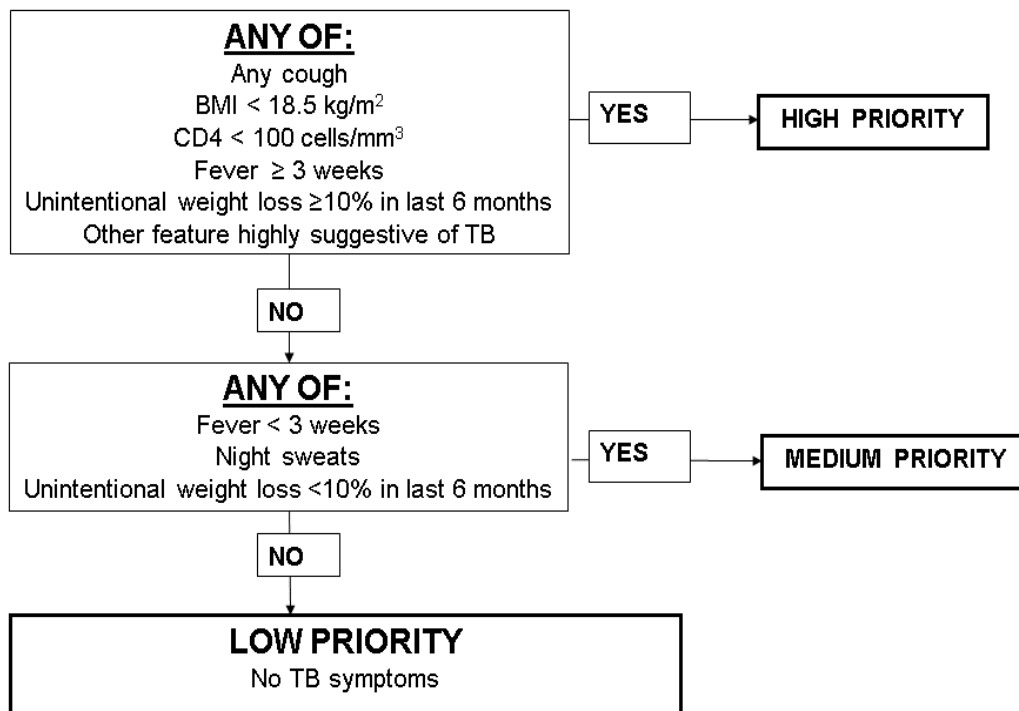 ANY OF:
Any cough
BMI < 18.5 kg/m²
CD4 < 100 cells/mm³
Fever ≥ 3 weeks
Unintentional weight loss ≥10% in last 6 months
Other feature highly suggestive of TB
YES
HIGH PRIORITY
NO
ANY OF:
Fever < 3 weeks
Night sweats
Unintentional weight loss <10% in last 6 months
YES
MEDIUM PRIORITY
NO
LOW PRIORITY
No TB symptoms